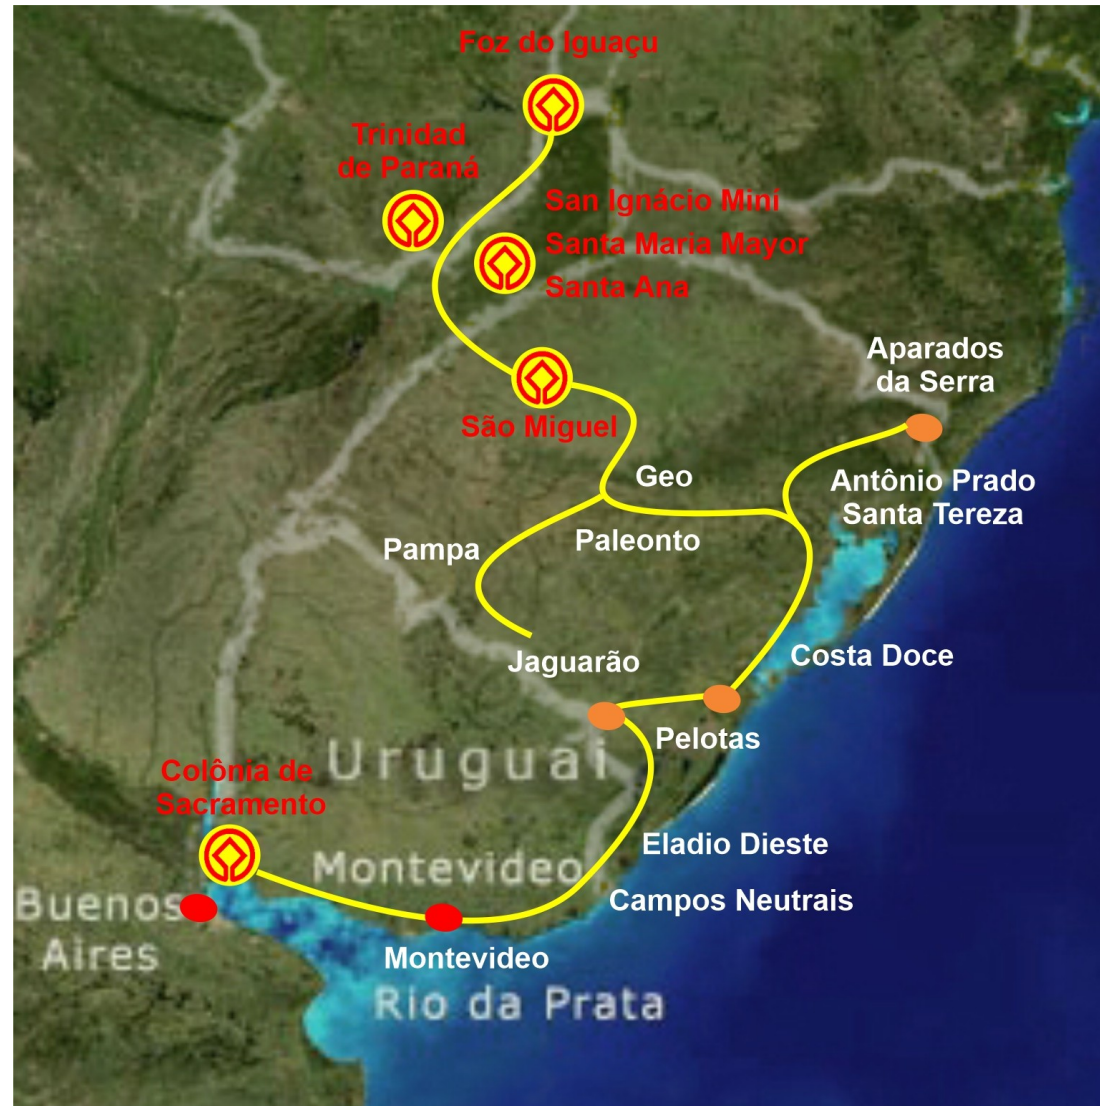 Foz do Iguaçu
Trinidad
de Paraná
San Ignácio Mini
Santa Maria Mayor
Santa Ana
Aparados
da Serra
São Miguel
Geo
Antônio Prado
Santa Tereza
Pampa
Paleonto
Jaguarão
Costa Doce
Pelotas
Uruguai
Colônia de
Sacramento
Eladio Dieste
Montevideo
Campos Neutrais
Buenos
Aires
Montevideo
Rio da Prata